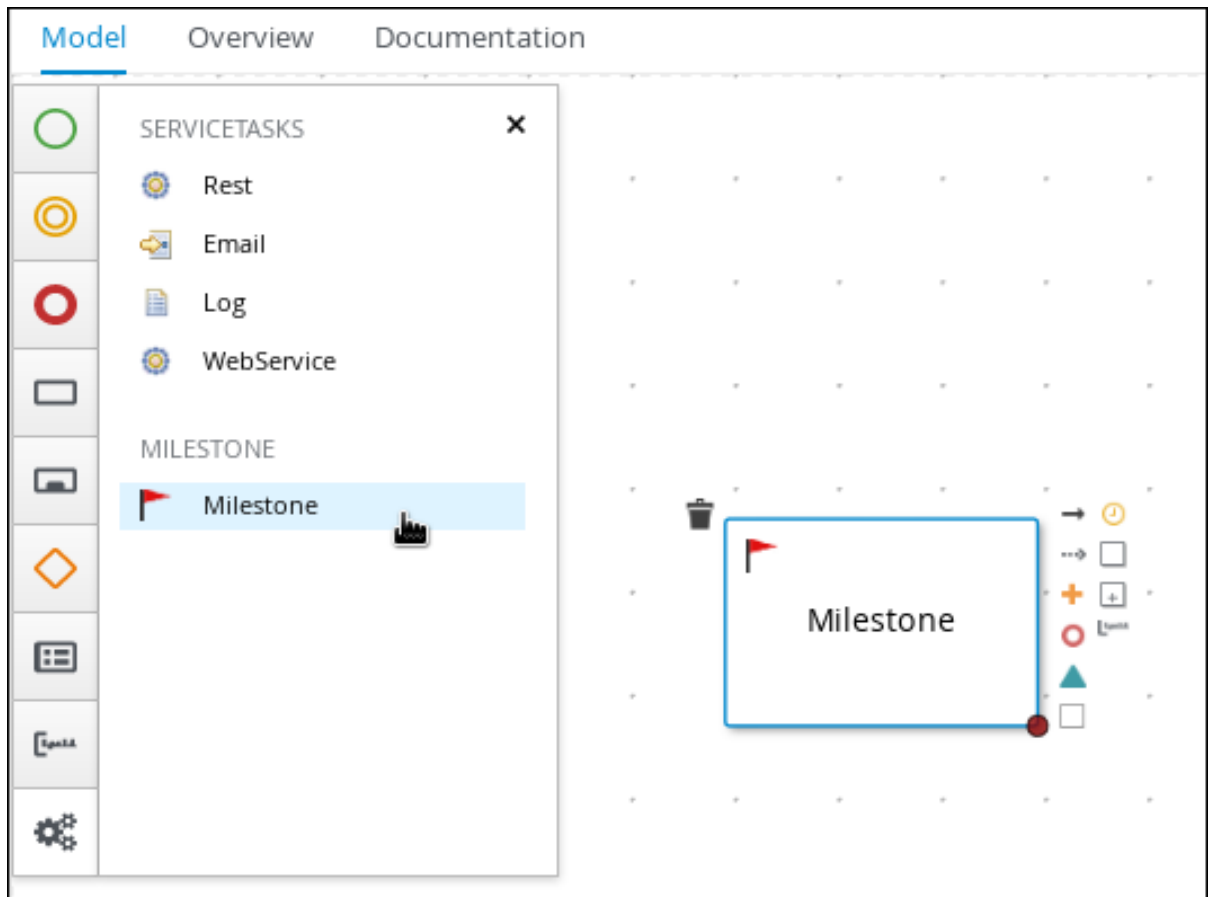 Model Overview Documentation
SERVICETASKS
Rest
Email
Log
WebService
MILESTONE
Milestone
Milestone